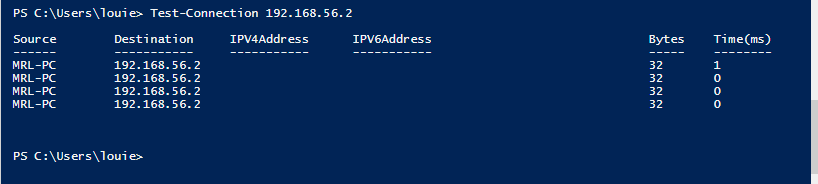 PS C:\Users\louie> Test-Connection 192.168.56.2
Source Destination IPV4Address IPV6Address Bytes Time(ms)
------ ----------- ----------- ----------- ----- --------
MRL-PC 192.168.56.2 32 1
MRL-PC 192.168.56.2 32 0
MRL-PC 192.168.56.2 32 0
MRL-PC 192.168.56.2 32 0
PS C:\Users\louie>